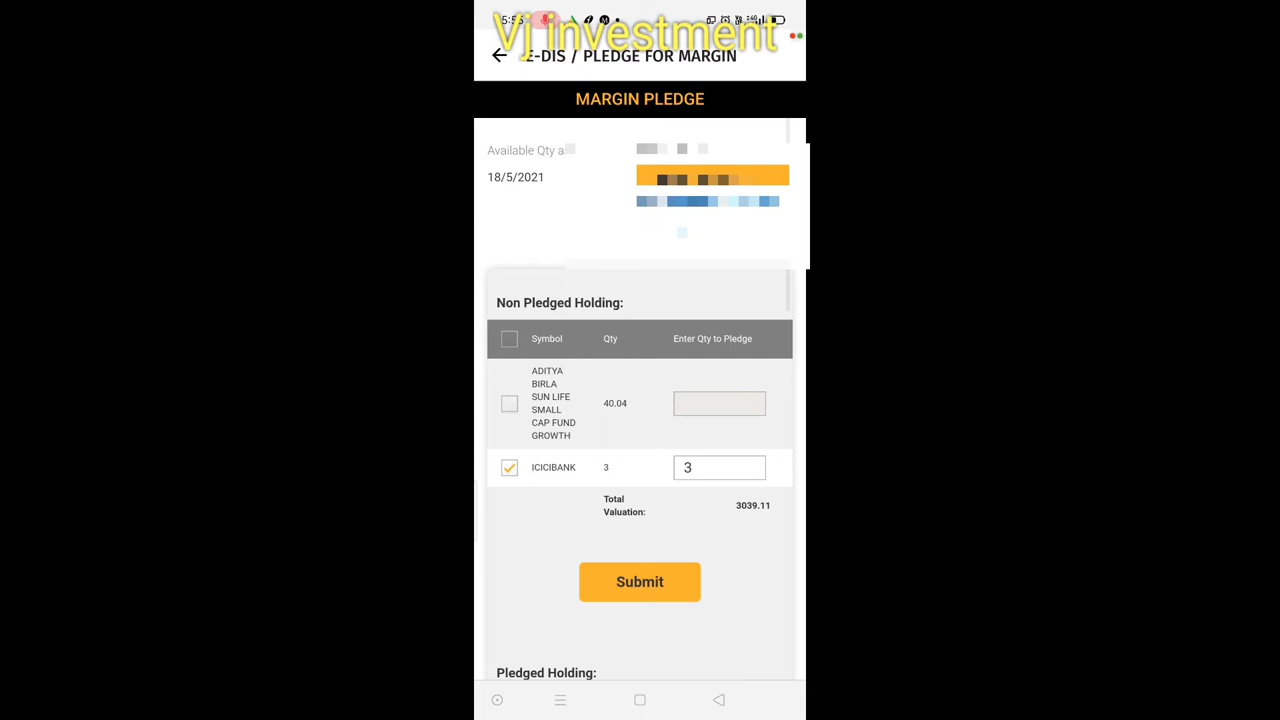 5:55
Vj investment
E-DIS / PLEDGE FOR MARGIN
MARGIN PLEDGE
Available Qty a
18/5/2021
Non Pledged Holding:
Symbol Qty Enter Qty to Pledge
ADITYA
BIRLA
SUN LIFE
SMALL
CAP FUND
GROWTH
40.04
ICICIBANK 3 3
Total
Valuation:
3039.11
Submit
Pledged Holding: